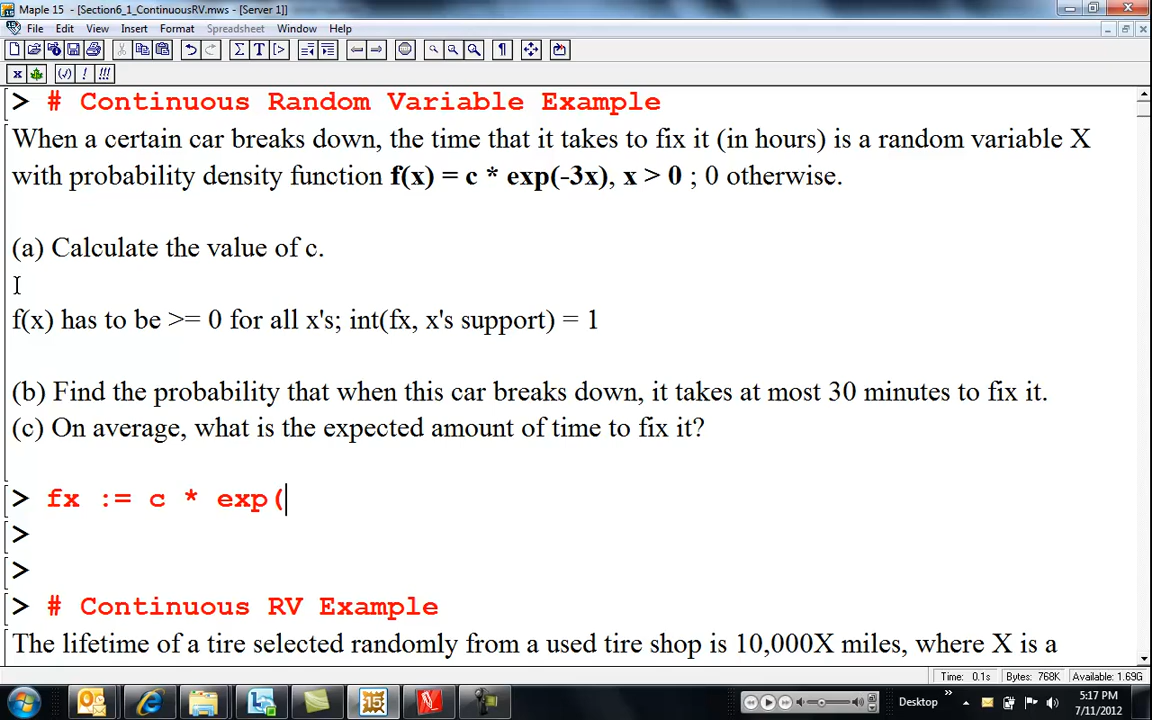 Maple 15 - [Section6_1_ContinuousRV.mws - [Server 1]]
File Edit View Insert Format Spreadsheet Window Help
> # Continuous Random Variable Example
When a certain car breaks down, the time that it takes to fix it (in hours) is a random variable X
with probability density function f(x) = c * exp(-3x), x > 0 ; 0 otherwise.
(a) Calculate the value of c.
f(x) has to be >= 0 for all x's; int(fx, x's support) = 1
(b) Find the probability that when this car breaks down, it takes at most 30 minutes to fix it.
(c) On average, what is the expected amount of time to fix it?
> fx := c * exp(
>
>
> # Continuous RV Example
The lifetime of a tire selected randomly from a used tire shop is 10,000X miles, where X is a
Time: 0.1s Bytes: 768K Available: 1.69G
Desktop
5:17 PM
7/11/2012